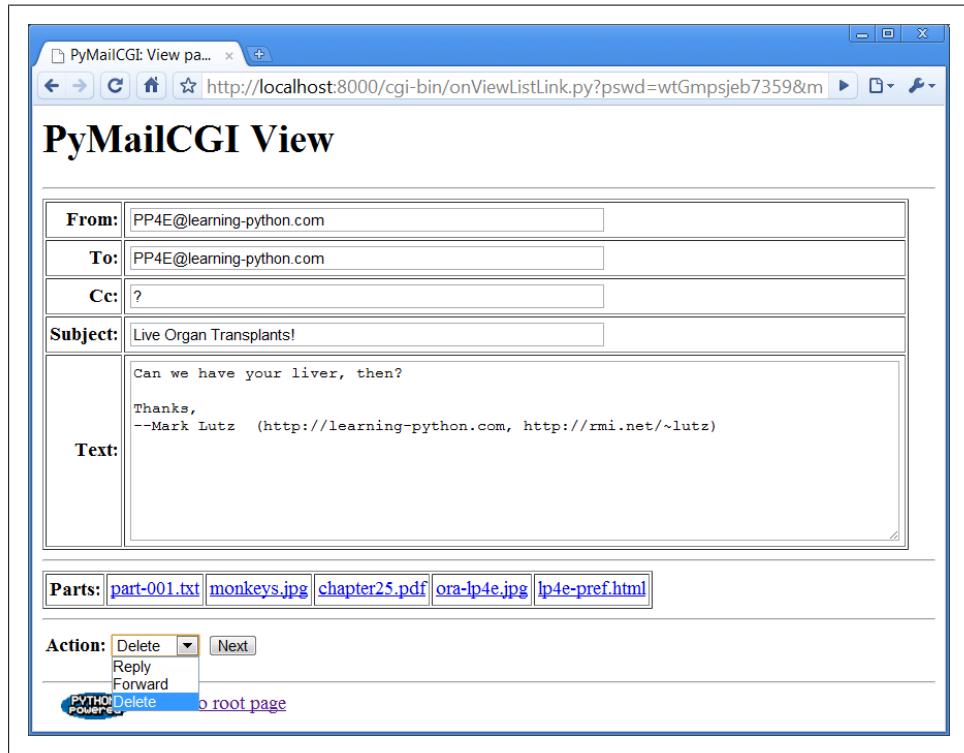 PyMailCGI: View pa...
http://localhost:8000/cgi-bin/onViewListLink.py?pswd=wtGmpsjeb7359&m
PyMailCGI View
From: PP4E@learning-python.com
To: PP4E@learning-python.com
Cc: ?
Subject: Live Organ Transplants!
Text: Can we have your liver, then?
Thanks,
--Mark Lutz  (http://learning-python.com, http://rmi.net/~lutz)
Parts: part-001.txt monkeys.jpg chapter25.pdf ora-lp4e.jpg lp4e-pref.html
Action: Delete Next
Reply
Forward
Delete
o root page